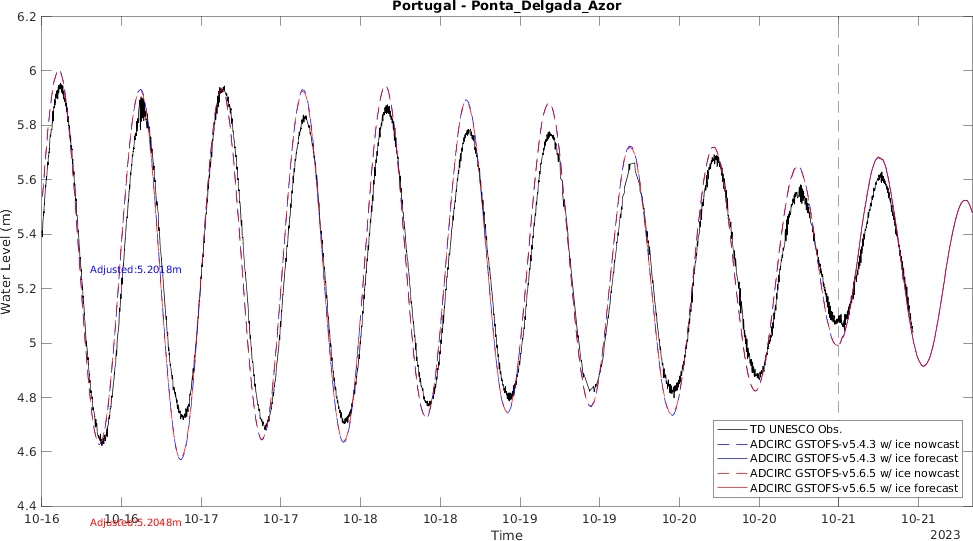 Portugal - Ponta_Delgada_Azor
6.2
6
5.8
5.6
5.4
5.2
5
4.8
4.6
4.4
Water Level (m)
Adjusted:5.2018m
Adjusted:5.2048m
TD UNESCO Obs.
ADCIRC GSTOFS-v5.4.3 w/ ice nowcast
ADCIRC GSTOFS-v5.4.3 w/ ice forecast
ADCIRC GSTOFS-v5.6.5 w/ ice nowcast
ADCIRC GSTOFS-v5.6.5 w/ ice forecast
10-16 10-16 10-17 10-17 10-18 10-18 10-19 10-19 10-20 10-20 10-21 10-21
Time
2023